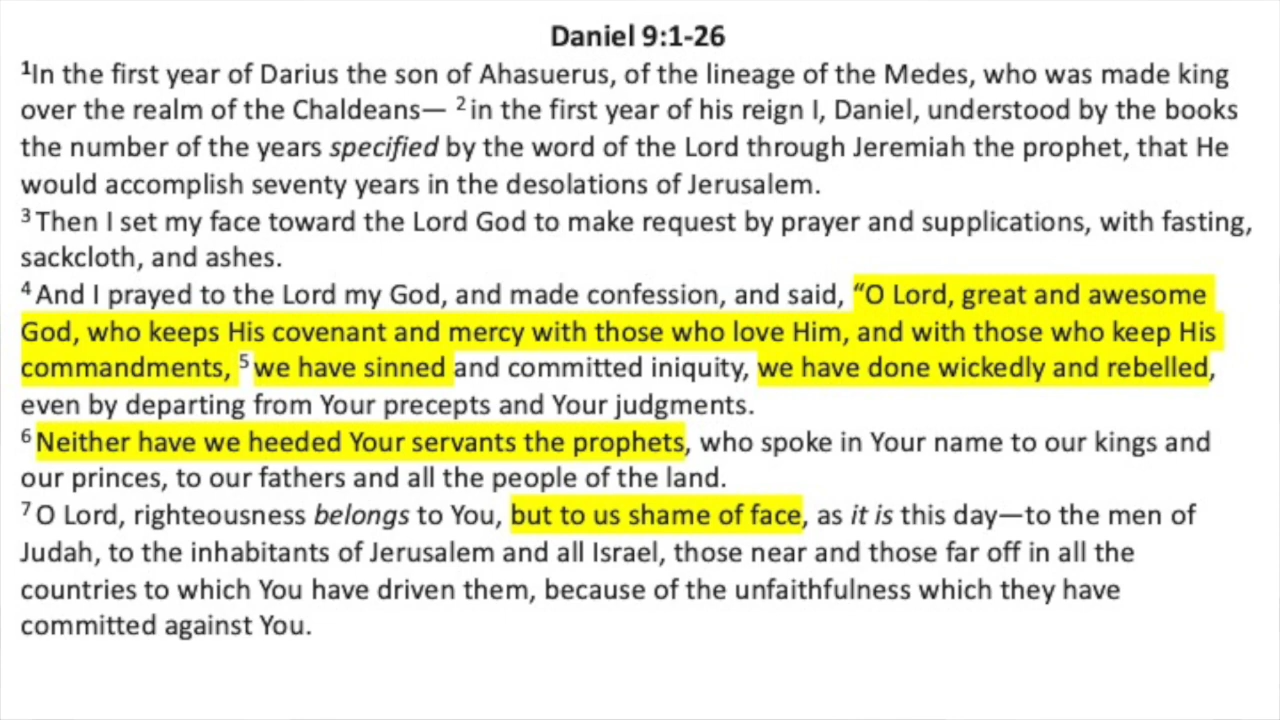 Daniel 9:1-26
¹In the first year of Darius the son of Ahasuerus, of the lineage of the Medes, who was made king
over the realm of the Chaldeans— ² in the first year of his reign I, Daniel, understood by the books
the number of the years specified by the word of the Lord through Jeremiah the prophet, that He
would accomplish seventy years in the desolations of Jerusalem.
³ Then I set my face toward the Lord God to make request by prayer and supplications, with fasting,
sackcloth, and ashes.
⁴ And I prayed to the Lord my God, and made confession, and said, “O Lord, great and awesome
God, who keeps His covenant and mercy with those who love Him, and with those who keep His
commandments, ⁵ we have sinned and committed iniquity, we have done wickedly and rebelled,
even by departing from Your precepts and Your judgments.
⁶ Neither have we heeded Your servants the prophets, who spoke in Your name to our kings and
our princes, to our fathers and all the people of the land.
⁷ O Lord, righteousness belongs to You, but to us shame of face, as it is this day—to the men of
Judah, to the inhabitants of Jerusalem and all Israel, those near and those far off in all the
countries to which You have driven them, because of the unfaithfulness which they have
committed against You.